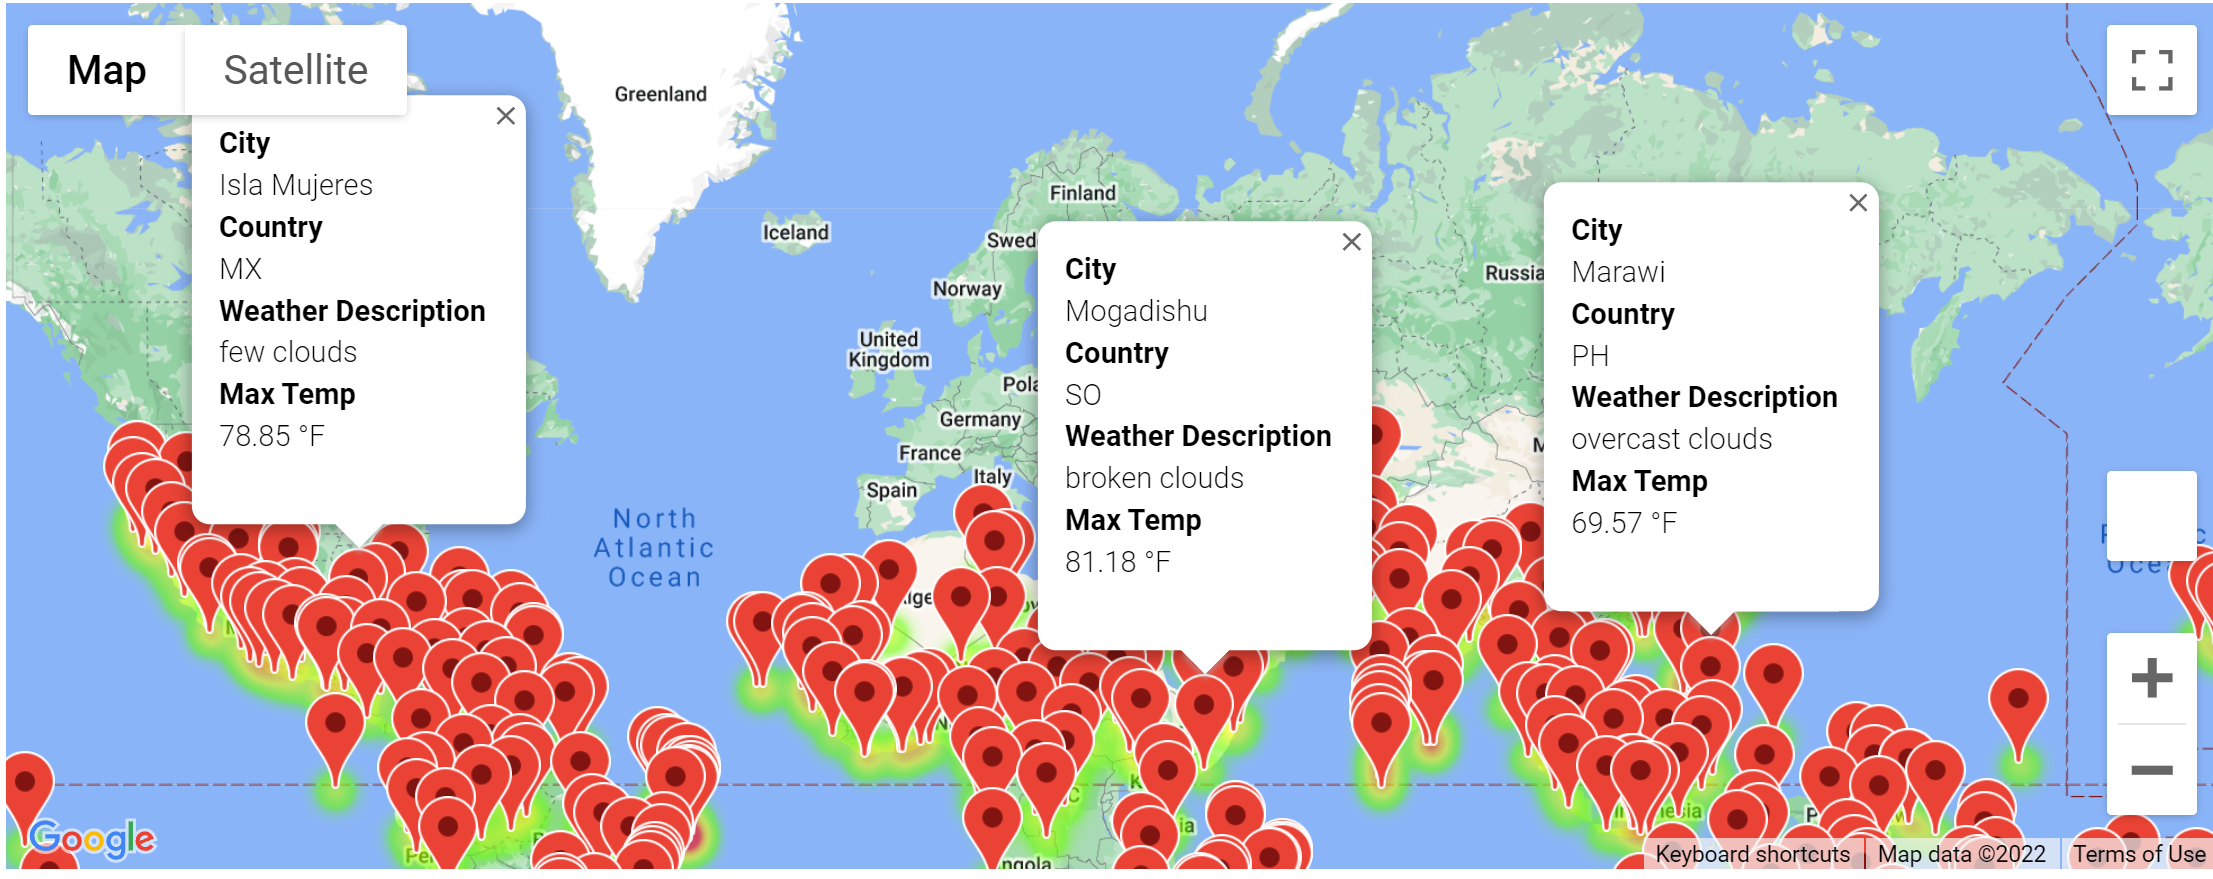 Map
Satellite
Greenland
City
Isla Mujeres
Country
MX
Weather Description
few clouds
Max Temp
78.85 °F
Finland
Iceland
Norway
United
Kingdom
Germany
France
Italy
Spain
Russia
City
Mogadishu
Country
SO
Weather Description
broken clouds
Max Temp
81.18 °F
City
Marawi
Country
PH
Weather Description
overcast clouds
Max Temp
69.57 °F
North
Atlantic
Ocean
Google
Keyboard shortcuts
Map data ©2022
Terms of Use